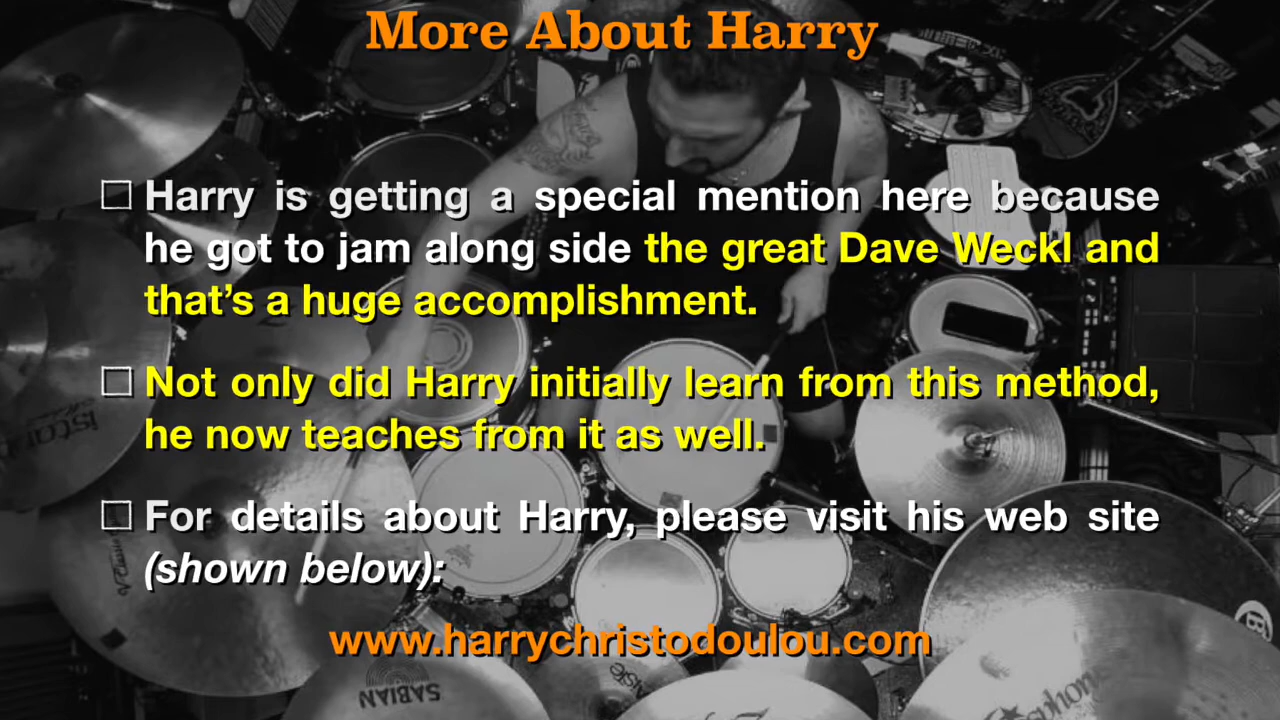 More About Harry
Harry is getting a special mention here because
he got to jam along side the great Dave Weckl and
that's a huge accomplishment.
Not only did Harry initially learn from this method,
he now teaches from it as well.
For details about Harry, please visit his web site
(shown below):
www.harrychristodoulou.com
SABIAN